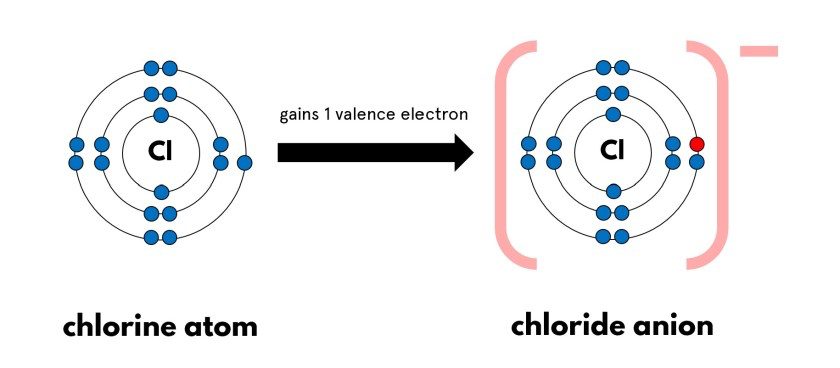 gains 1 valence electron
Cl
Cl
chlorine atom
chloride anion